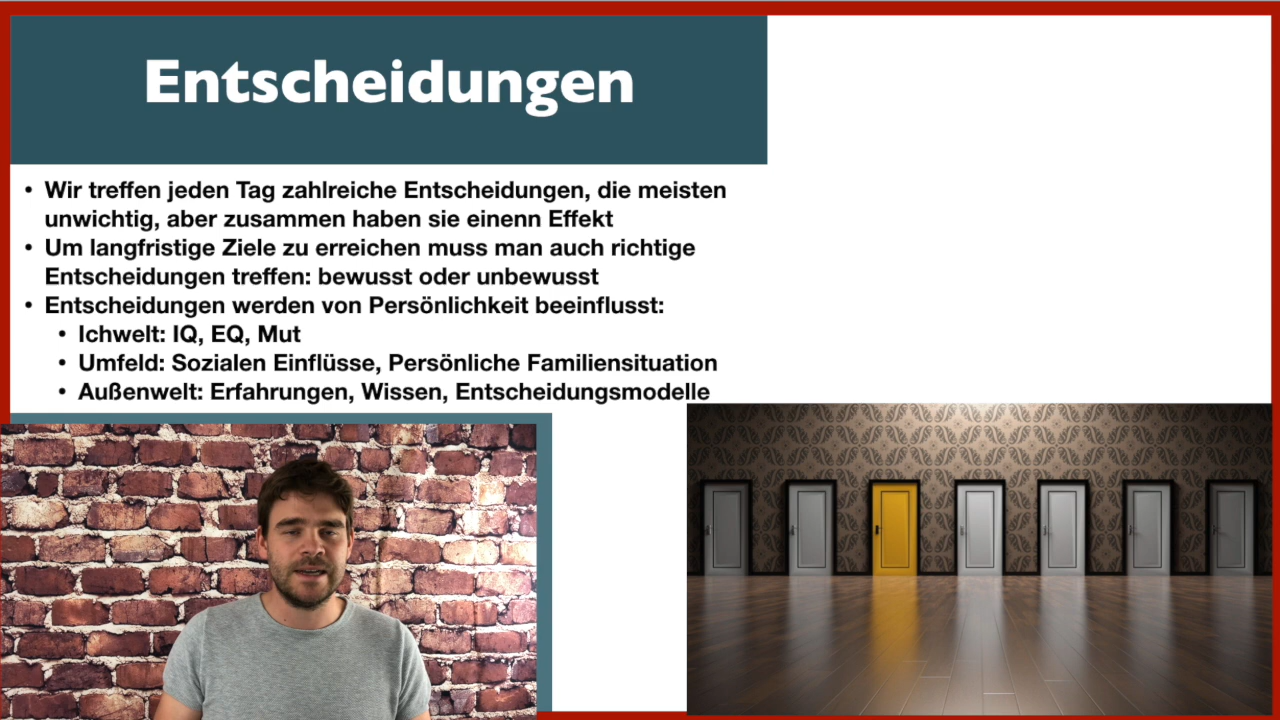 Entscheidungen
• Wir treffen jeden Tag zahlreiche Entscheidungen, die meisten
unwichtig, aber zusammen haben sie einenn Effekt
• Um langfristige Ziele zu erreichen muss man auch richtige
Entscheidungen treffen: bewusst oder unbewusst
• Entscheidungen werden von Persönlichkeit beeinflusst:
• Ichwelt: IQ, EQ, Mut
• Umfeld: Sozialen Einflüsse, Persönliche Familiensituation
• Außenwelt: Erfahrungen, Wissen, Entscheidungsmodelle